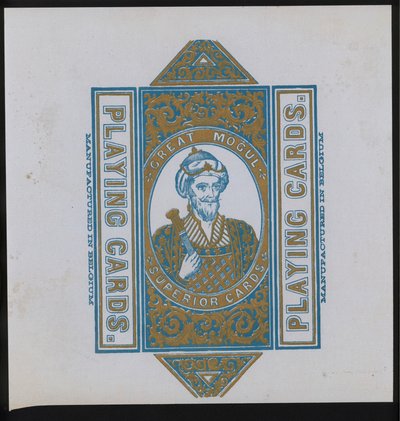 GREAT MOGUL
SUPERIOR CARDS
PLAYING CARDS.
MANUFACTURED IN BELGIUM
PLAYING CARDS.
MANUFACTURED IN BELGIUM